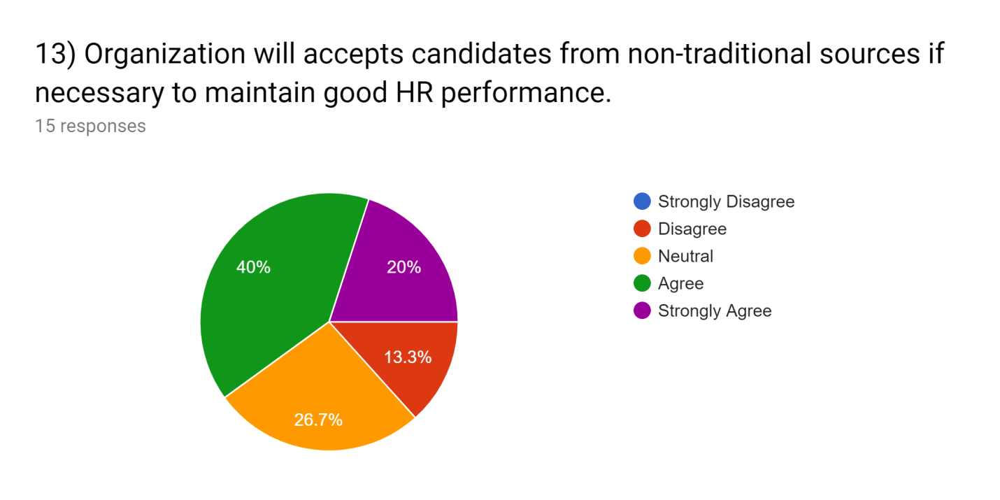 13) Organization will accepts candidates from non-traditional sources if
necessary to maintain good HR performance.
15 responses
Strongly Disagree
Disagree
Neutral
Agree
Strongly Agree
40%
20%
13.3%
26.7%